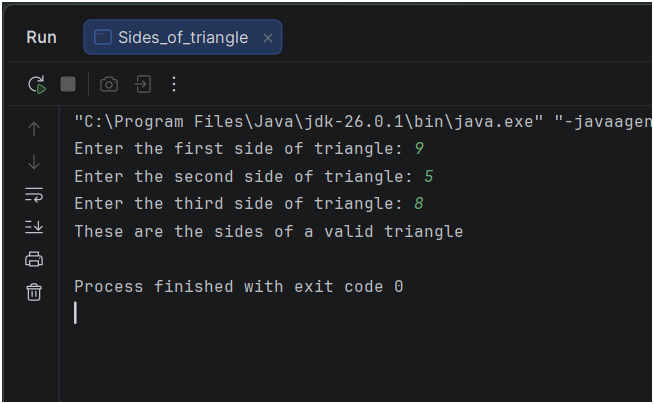 Run
Sides_of_triangle
"C:\Program Files\Java\jdk-26.0.1\bin\java.exe" "-javaagen
Enter the first side of triangle: 9
Enter the second side of triangle: 5
Enter the third side of triangle: 8
These are the sides of a valid triangle
Process finished with exit code 0